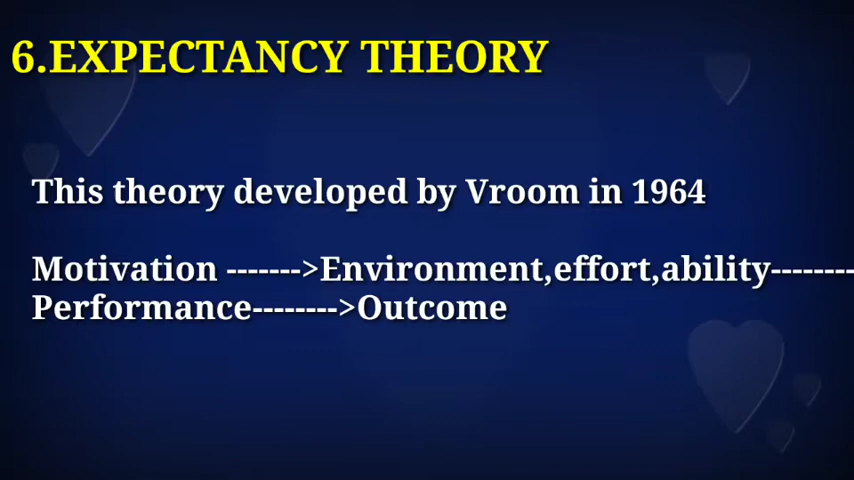 6.EXPECTANCY THEORY
This theory developed by Vroom in 1964
Motivation ------->Environment,effort,ability--------
Performance-------->Outcome